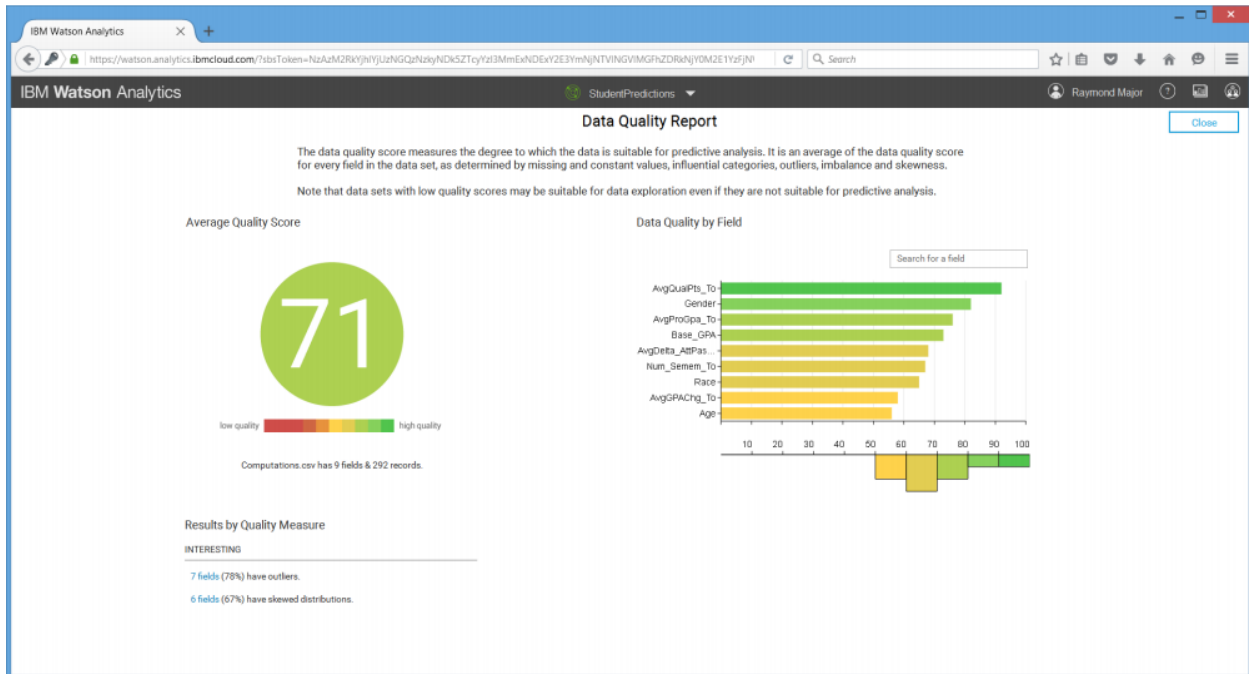 IBM Watson Analytics
Search
IBM Watson Analytics
StudentPredictions
Raymond Major
Data Quality Report
Close
The data quality score measures the degree to which the data is suitable for predictive analysis. It is an average of the data quality score
for every field in the data set, as determined by missing and constant values, influential categories, outliers, imbalance and skewness.
Note that data sets with low quality scores may be suitable for data exploration even if they are not suitable for predictive analysis.
Average Quality Score
71
low quality
high quality
Computations.csv has 9 fields & 292 records.
Data Quality by Field
Search for a field
AvgQualPts_To
Gender
AvgProGpa_To
Base_GPA
AvgDelta_AttPas...
Num_Semem_To
Race
AvgGPAChg_To
Age
10 20 30 40 50 60 70 80 90 100
Results by Quality Measure
INTERESTING
7 fields (78%) have outliers.
6 fields (67%) have skewed distributions.